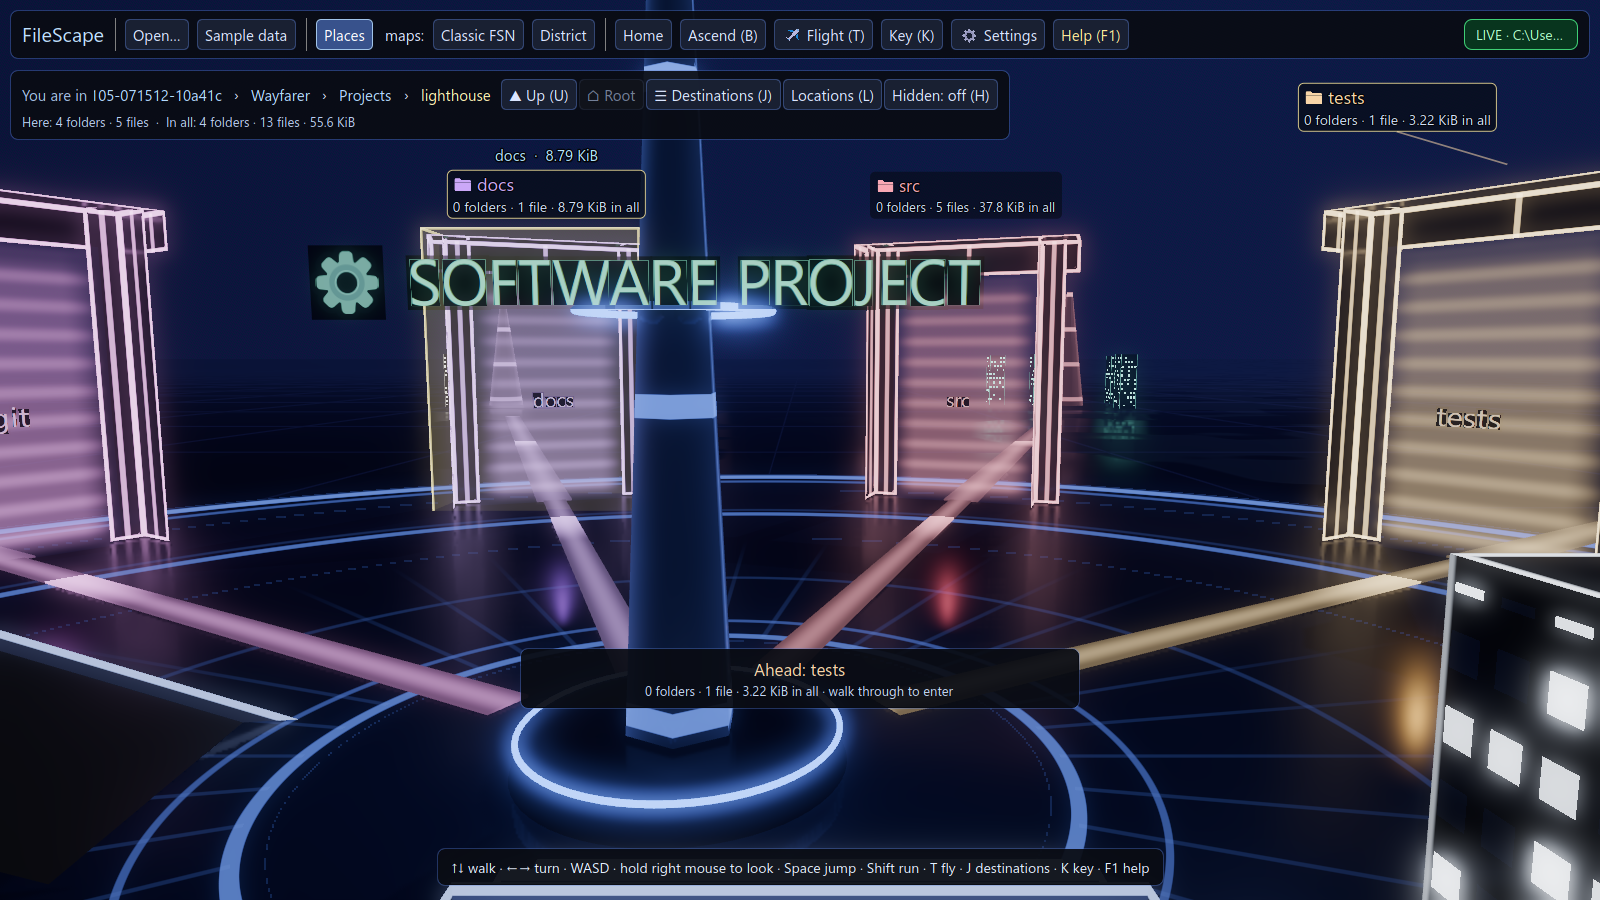 FileScape
Open...
Sample data
Places
maps:
Classic FSN
District
Home
Ascend (B)
Flight (T)
Key (K)
Settings
Help (F1)
LIVE · C:\Use...
You are in l05-071512-10a41c › Wayfarer › Projects › lighthouse
▲ Up (U)
Root
☰ Destinations (J)
Locations (L)
Hidden: off (H)
Here: 4 folders · 5 files · In all: 4 folders · 13 files · 55.6 KiB
tests
0 folders · 1 file · 3.22 KiB in all
docs · 8.79 KiB
docs
0 folders · 1 file · 8.79 KiB in all
src
0 folders · 5 files · 37.8 KiB in all
SOFTWARE PROJECT
git
docs
src
tests
Ahead: tests
0 folders · 1 file · 3.22 KiB in all · walk through to enter
↑↓ walk · ←→ turn · WASD · hold right mouse to look · Space jump · Shift run · T fly · J destinations · K key · F1 help